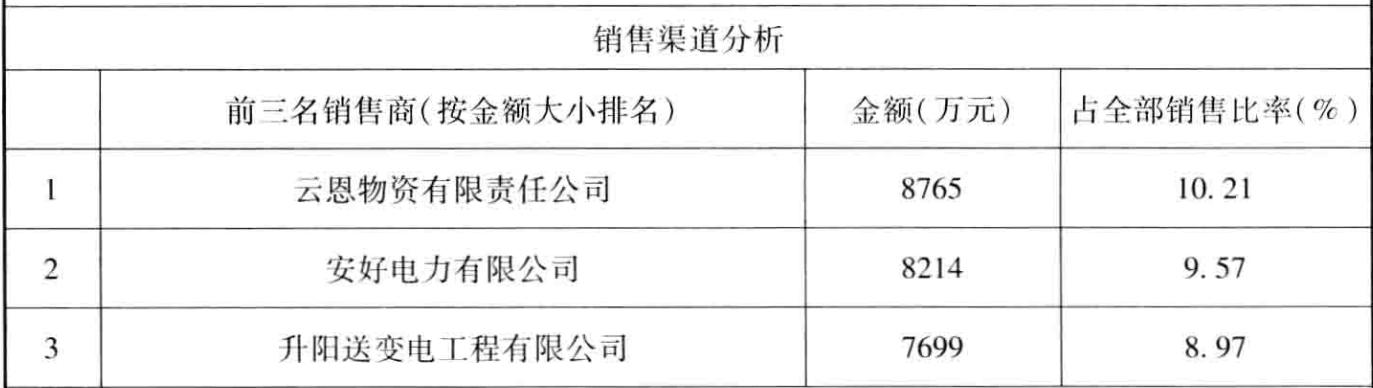 销售渠道分析
前三名销售商(按金额大小排名) 金额(万元) 占全部销售比率(%)
1 云恩物资有限责任公司 8765 10.21
2 安好电力有限公司 8214 9.57
3 升阳送变电工程有限公司 7699 8.97